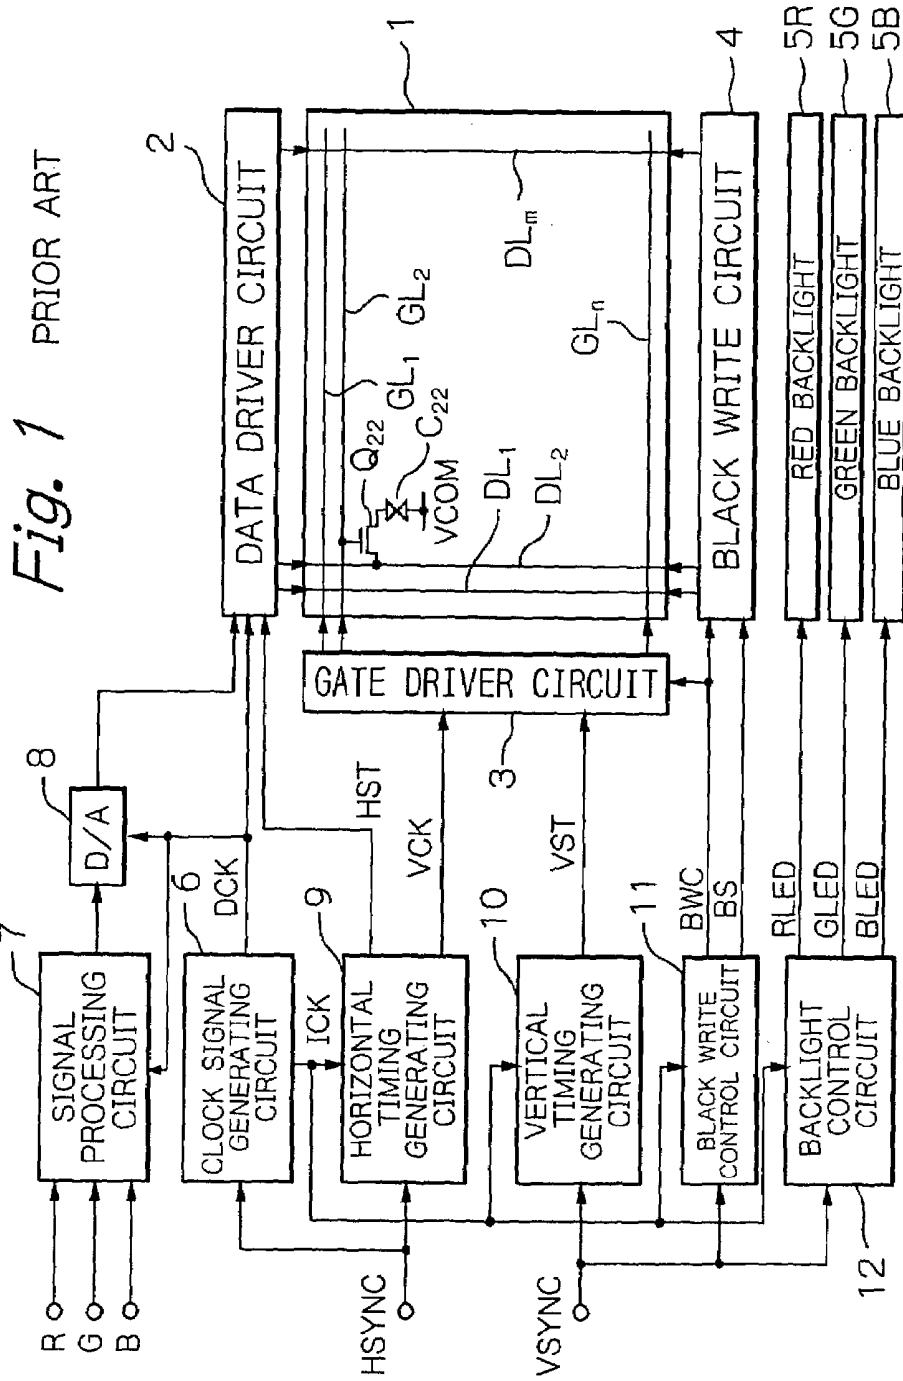 Fig. 1 PRIOR ART
R
G
B
7
SIGNAL
PROCESSING
CIRCUIT
8
D/A
2
DATA DRIVER CIRCUIT
DCK
6
CLOCK SIGNAL
GENERATING
CIRCUIT
ICK
HSYNC
9
HORIZONTAL
TIMING
GENERATING
CIRCUIT
HST
VCK
GATE DRIVER CIRCUIT
3
1
GL1
GL2
Q22
C22
VCOM
DL1
DL2
DLm
GLn
VSYNC
10
VERTICAL
TIMING
GENERATING
CIRCUIT
VST
11
BLACK WRITE
CONTROL CIRCUIT
BWC
BS
BLACK WRITE CIRCUIT
4
12
BACKLIGHT
CONTROL
CIRCUIT
RLED
GLED
BLED
RED BACKLIGHT
5R
GREEN BACKLIGHT
5G
BLUE BACKLIGHT
5B